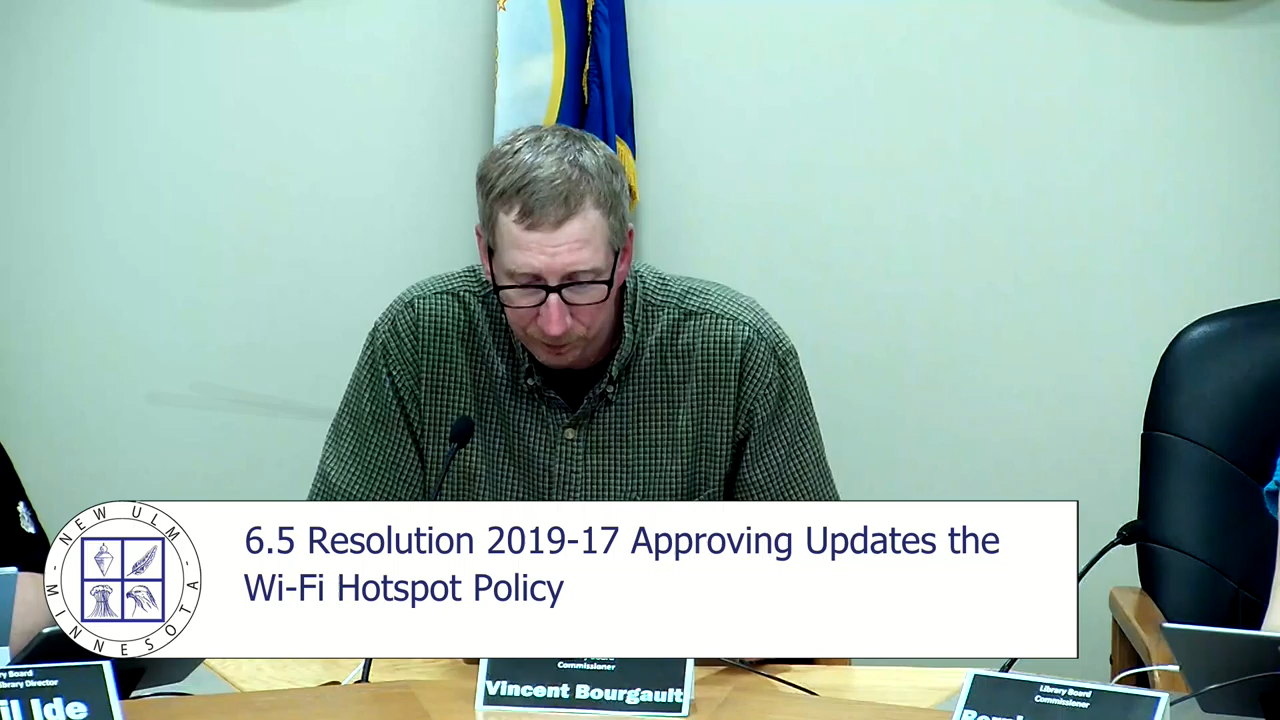 6.5 Resolution 2019-17 Approving Updates the
Wi-Fi Hotspot Policy
NEW ULM
MINNESOTA
Board
Library Director
Ide
Commissioner
Vincent Bourgault
Library Board
Commissioner